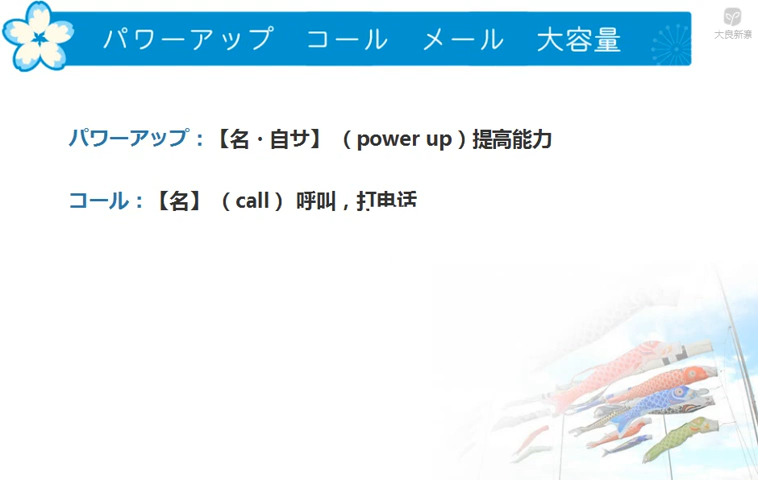 パワーアップ　コール　メール　大容量
大良新素
パワーアップ：【名・自サ】（power up）提高能力
コール：【名】（call） 呼叫，打电话